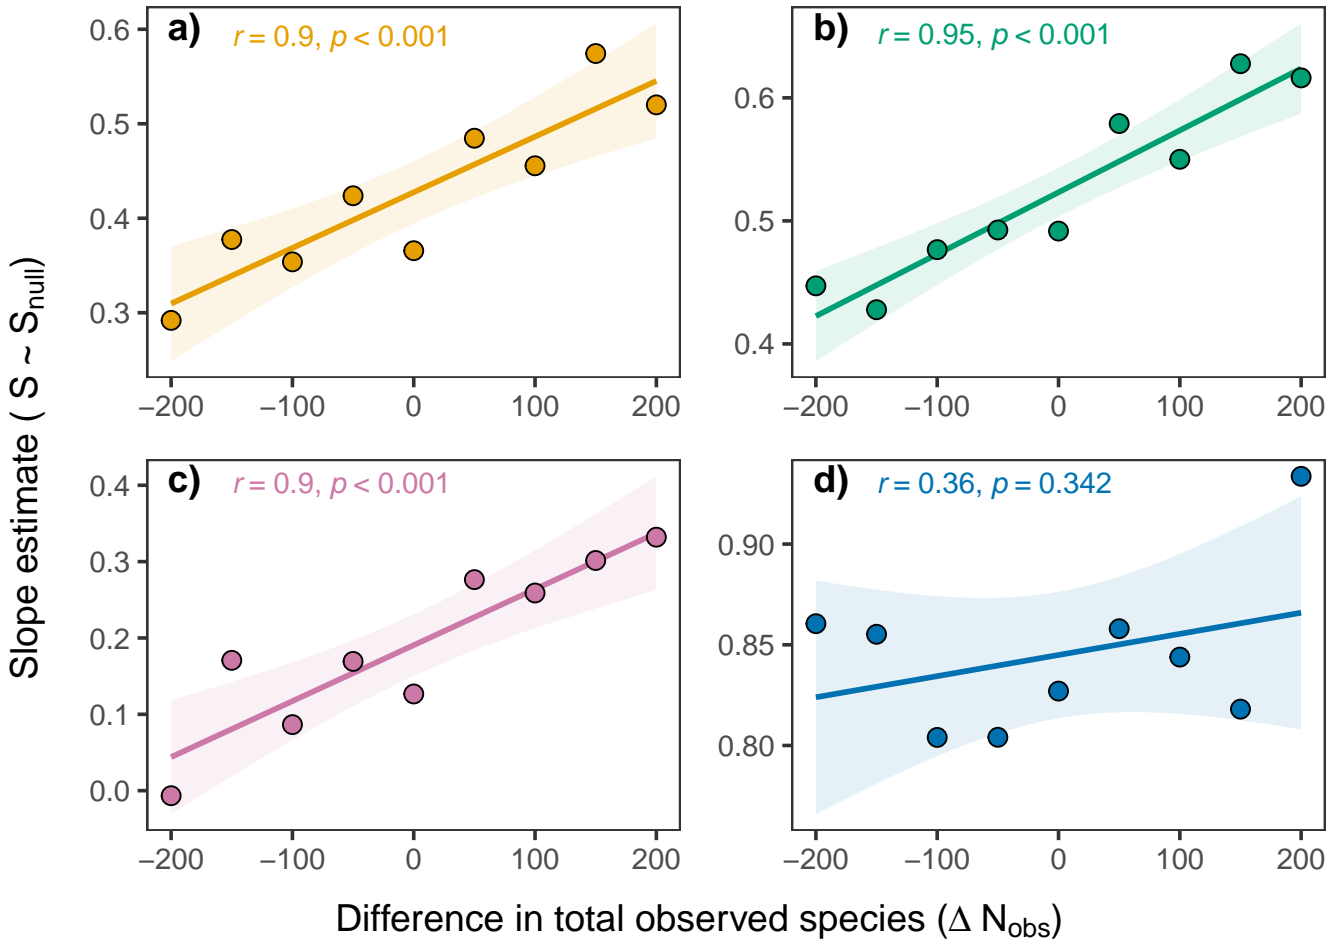 a) r = 0.9, p < 0.001
0.6
0.5
0.4
0.3
−200 −100 0 100 200
b) r = 0.95, p < 0.001
0.6
0.5
0.4
−200 −100 0 100 200
c) r = 0.9, p < 0.001
0.4
0.3
0.2
0.1
0.0
−200 −100 0 100 200
d) r = 0.36, p = 0.342
0.90
0.85
0.80
−200 −100 0 100 200
Slope estimate ( S ~ Snull)
Difference in total observed species (Δ Nobs)